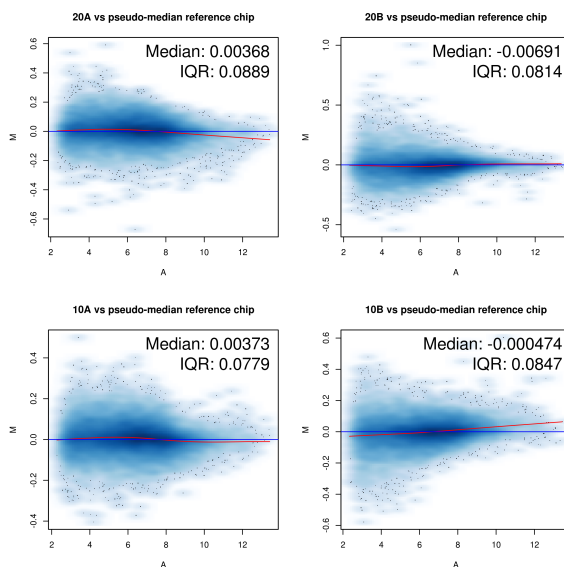 20A vs pseudo-median reference chip
Median: 0.00368
IQR: 0.0889
M
0.6
0.4
0.2
0.0
-0.2
-0.4
-0.6
2 4 6 8 10 12
A
20B vs pseudo-median reference chip
Median: -0.00691
IQR: 0.0814
M
1.0
0.5
0.0
-0.5
2 4 6 8 10 12
A
10A vs pseudo-median reference chip
Median: 0.00373
IQR: 0.0779
M
0.4
0.2
0.0
-0.2
-0.4
2 4 6 8 10 12
A
10B vs pseudo-median reference chip
Median: -0.000474
IQR: 0.0847
M
0.6
0.4
0.2
0.0
-0.2
-0.4
-0.6
2 4 6 8 10 12
A